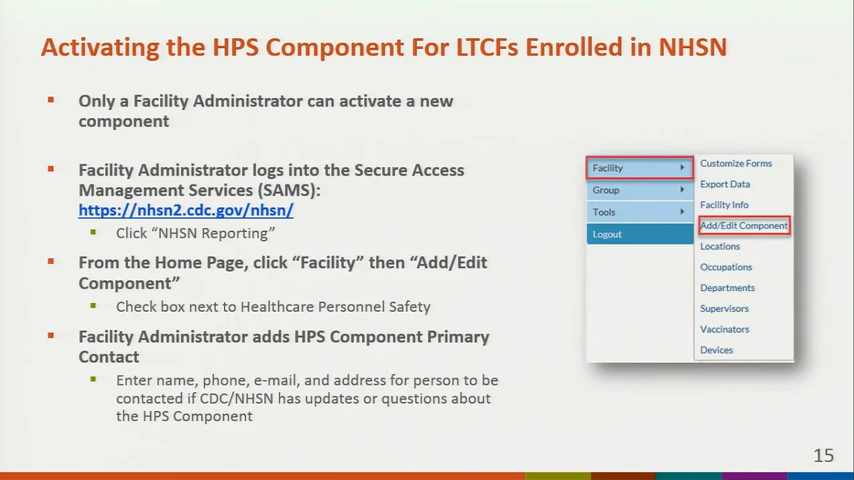 Activating the HPS Component For LTCFs Enrolled in NHSN
Only a Facility Administrator can activate a new
component
Facility Administrator logs into the Secure Access
Management Services (SAMS):
https://nhsn2.cdc.gov/nhsn/
Click “NHSN Reporting”
From the Home Page, click “Facility” then “Add/Edit
Component”
Check box next to Healthcare Personnel Safety
Facility Administrator adds HPS Component Primary
Contact
Enter name, phone, e-mail, and address for person to be
contacted if CDC/NHSN has updates or questions about
the HPS Component
Facility
Group
Tools
Logout
Customize Forms
Export Data
Facility Info
Add/Edit Component
Locations
Occupations
Departments
Supervisors
Vaccinators
Devices
15